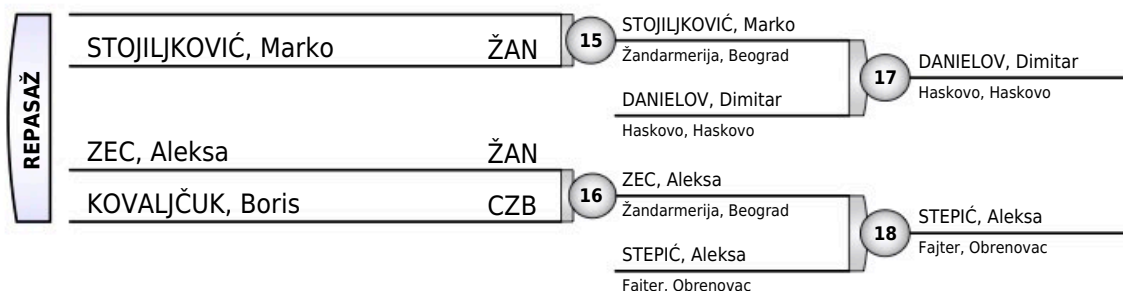 REPASAŽ
STOJILJKOVIĆ, Marko ŽAN
ZEC, Aleksa ŽAN
KOVALJČUK, Boris CZB
15
STOJILJKOVIĆ, Marko
Žandarmerija, Beograd
DANIELOV, Dimitar
Haskovo, Haskovo
16
ZEC, Aleksa
Žandarmerija, Beograd
STEPIĆ, Aleksa
Fajter, Obrenovac
17
DANIELOV, Dimitar
Haskovo, Haskovo
18
STEPIĆ, Aleksa
Fajter, Obrenovac